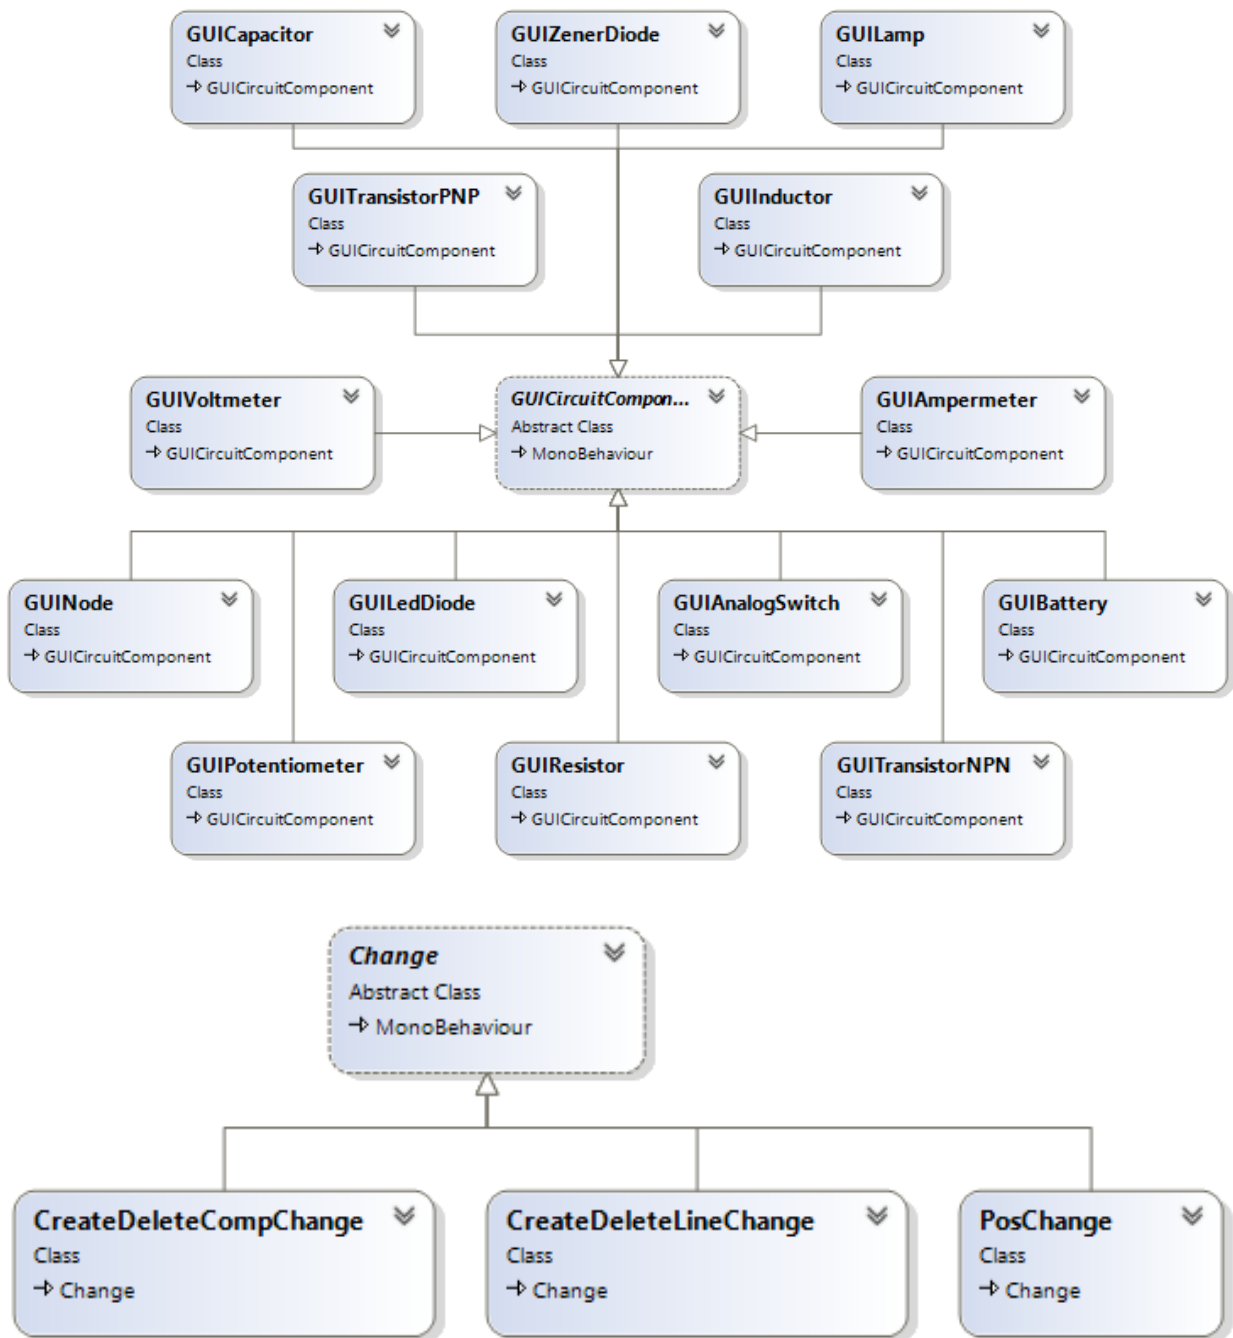 GUICapacitor
Class
GUICircuitComponent
GUIZenerDiode
Class
GUICircuitComponent
GUILamp
Class
GUICircuitComponent
GUITransistorPNP
Class
GUICircuitComponent
GUIInductor
Class
GUICircuitComponent
GUIVoltmeter
Class
GUICircuitComponent
GUICircuitCompon...
Abstract Class
MonoBehaviour
GUIAmpermeter
Class
GUICircuitComponent
GUINode
Class
GUICircuitComponent
GUILedDiode
Class
GUICircuitComponent
GUIAnalogSwitch
Class
GUICircuitComponent
GUIBattery
Class
GUICircuitComponent
GUIPotentiometer
Class
GUICircuitComponent
GUIResistor
Class
GUICircuitComponent
GUITransistorNPN
Class
GUICircuitComponent
Change
Abstract Class
MonoBehaviour
CreateDeleteCompChange
Class
Change
CreateDeleteLineChange
Class
Change
PosChange
Class
Change